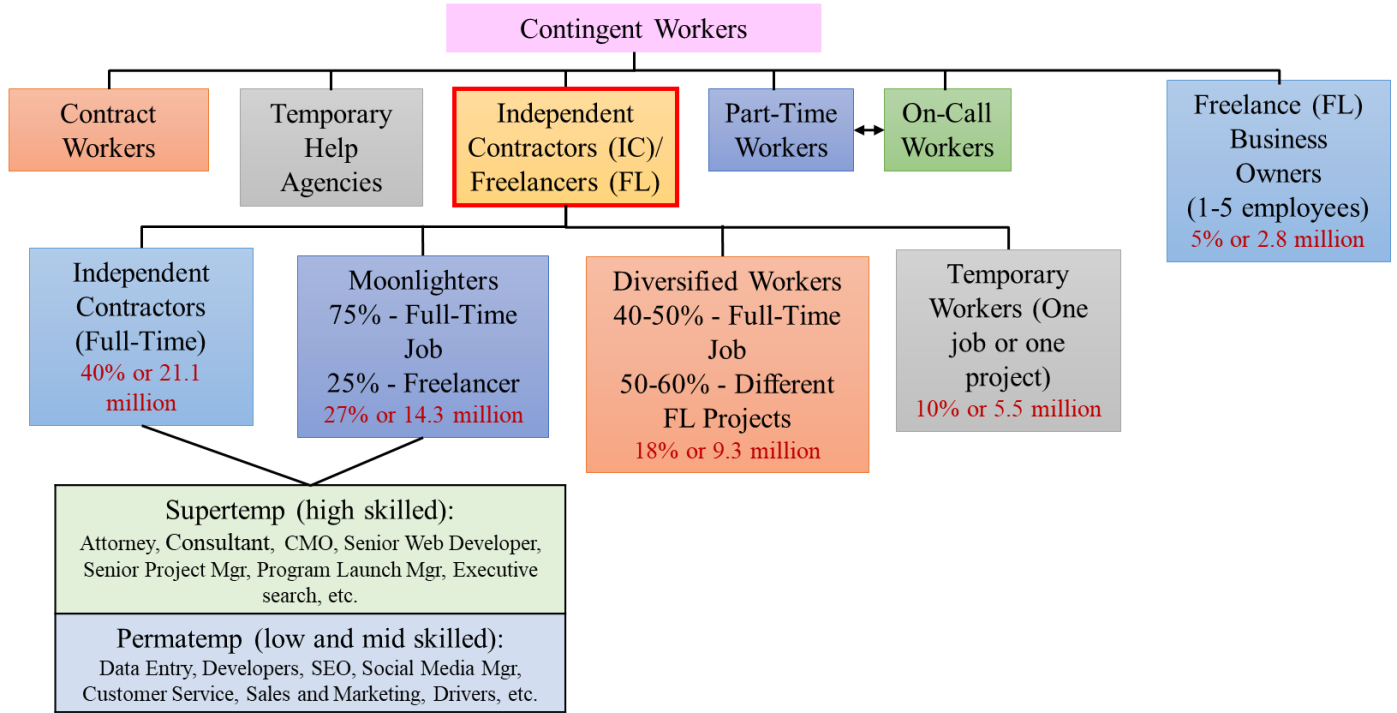 Contingent Workers
Contract
Workers
Temporary
Help
Agencies
Independent
Contractors (IC)/
Freelancers (FL)
Part-Time
Workers
On-Call
Workers
Freelance (FL)
Business
Owners
(1-5 employees)
5% or 2.8 million
Independent
Contractors
(Full-Time)
40% or 21.1
million
Moonlighters
75% - Full-Time
Job
25% - Freelancer
27% or 14.3 million
Diversified Workers
40-50% - Full-Time
Job
50-60% - Different
FL Projects
18% or 9.3 million
Temporary
Workers (One
job or one
project)
10% or 5.5 million
Supertemp (high skilled):
Attorney, Consultant, CMO, Senior Web Developer,
Senior Project Mgr, Program Launch Mgr, Executive
search, etc.
Permatemp (low and mid skilled):
Data Entry, Developers, SEO, Social Media Mgr,
Customer Service, Sales and Marketing, Drivers, etc.